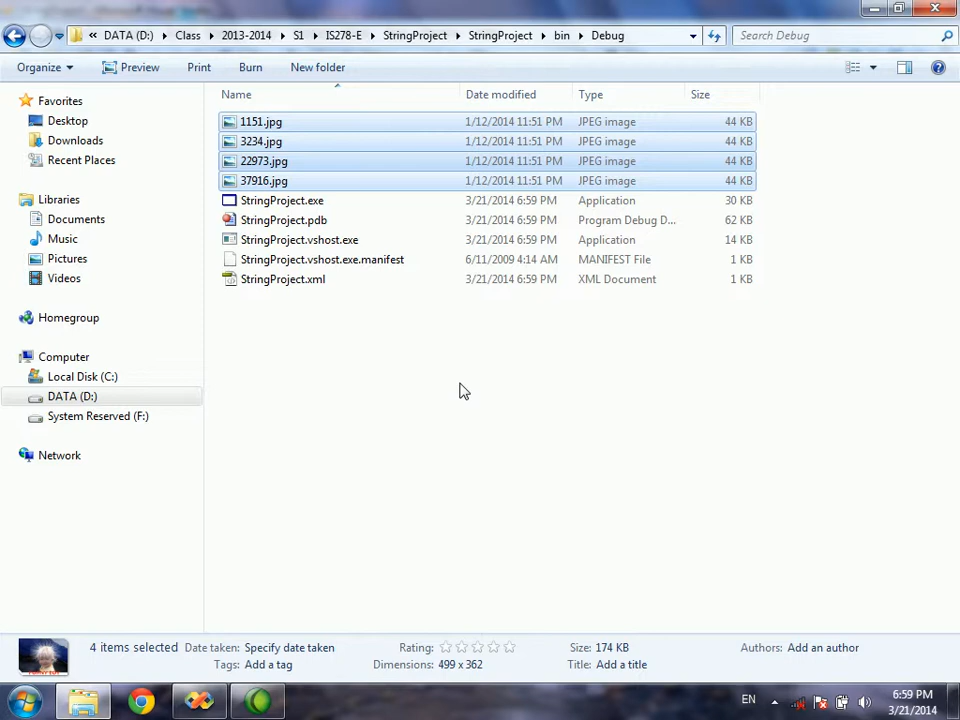 « DATA (D:) ▸ Class ▸ 2013-2014 ▸ S1 ▸ IS278-E ▸ StringProject ▸ StringProject ▸ bin ▸ Debug
Search Debug
Organize Preview Print Burn New folder
Name Date modified Type Size
Favorites
Desktop
Downloads
Recent Places
Libraries
Documents
Music
Pictures
Videos
Homegroup
Computer
Local Disk (C:)
DATA (D:)
System Reserved (F:)
Network
1151.jpg 1/12/2014 11:51 PM JPEG image 44 KB
3234.jpg 1/12/2014 11:51 PM JPEG image 44 KB
22973.jpg 1/12/2014 11:51 PM JPEG image 44 KB
37916.jpg 1/12/2014 11:51 PM JPEG image 44 KB
StringProject.exe 3/21/2014 6:59 PM Application 30 KB
StringProject.pdb 3/21/2014 6:59 PM Program Debug D... 62 KB
StringProject.vshost.exe 3/21/2014 6:59 PM Application 14 KB
StringProject.vshost.exe.manifest 6/11/2009 4:14 AM MANIFEST File 1 KB
StringProject.xml 3/21/2014 6:59 PM XML Document 1 KB
4 items selected Date taken: Specify date taken Rating: Size: 174 KB Authors: Add an author
Tags: Add a tag Dimensions: 499 x 362 Title: Add a title
EN
6:59 PM
3/21/2014